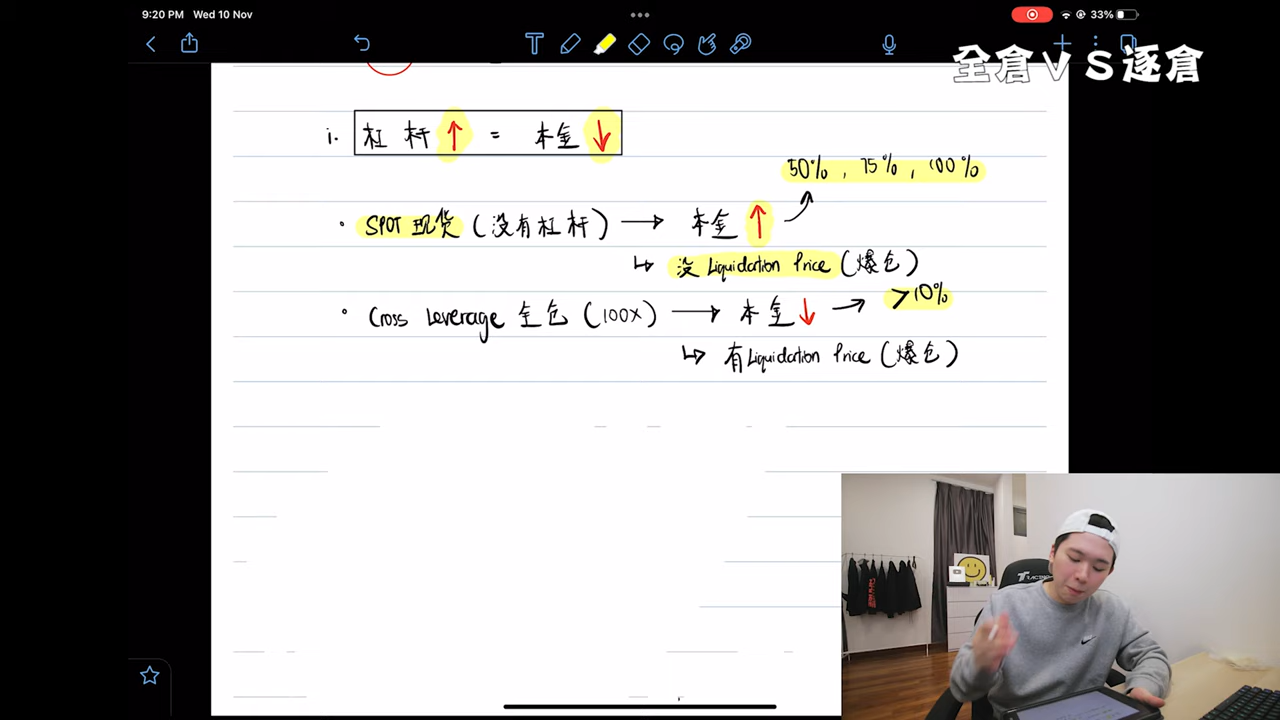 9:20 PM Wed 10 Nov
33%
全倉VS逐倉
i. 杠杆 ↑ = 本金 ↓
50%, 75%, 100%
· SPOT 现货 (没有杠杆) → 本金 ↑
↳ 没 Liquidation Price (爆仓)
> 10%
· Cross Leverage 全仓 (100X) → 本金 ↓ →
↳ 有 Liquidation Price (爆仓)